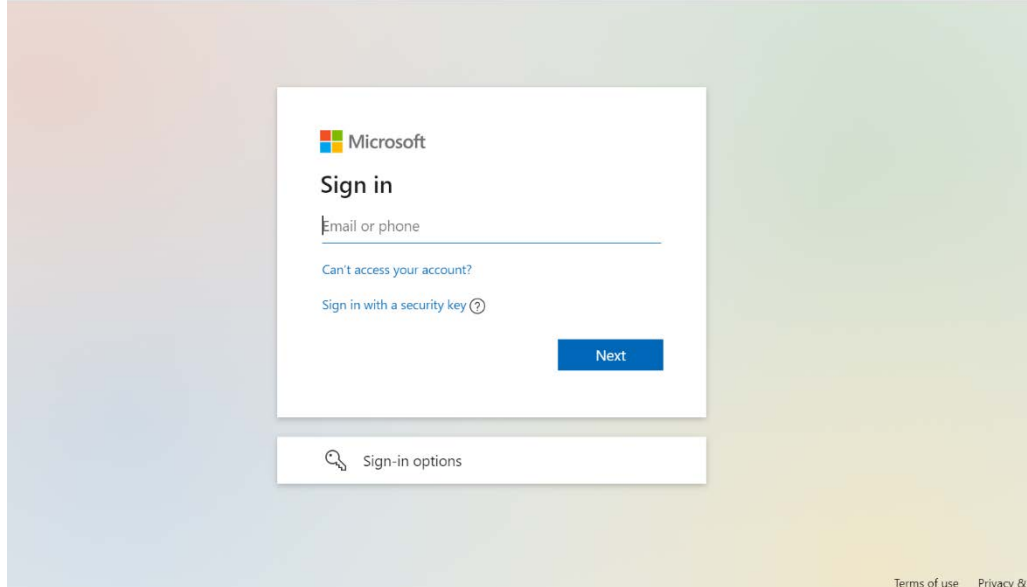 Microsoft
Sign in
Email or phone
Can't access your account?
Sign in with a security key
Next
Sign-in options
Terms of use Privacy &